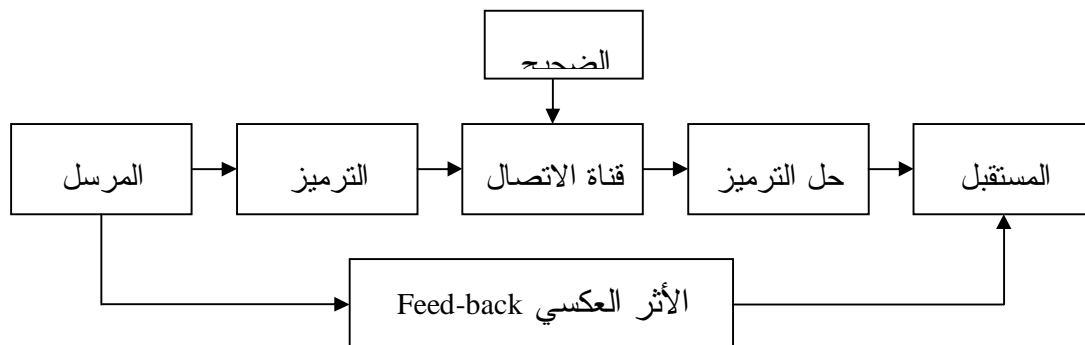 الضجيج
المرسل
الترميز
قناة الاتصال
حل الترميز
المستقبل
الأثر العكسي Feed-back